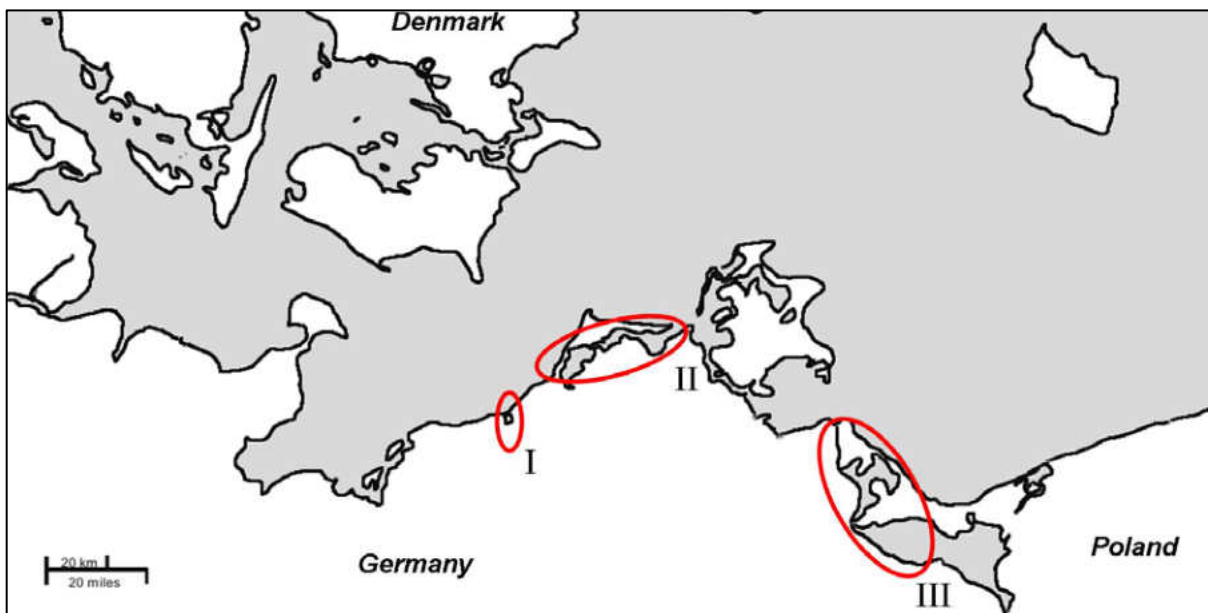 Denmark
II
I
20 km
20 miles
Germany
Poland
III